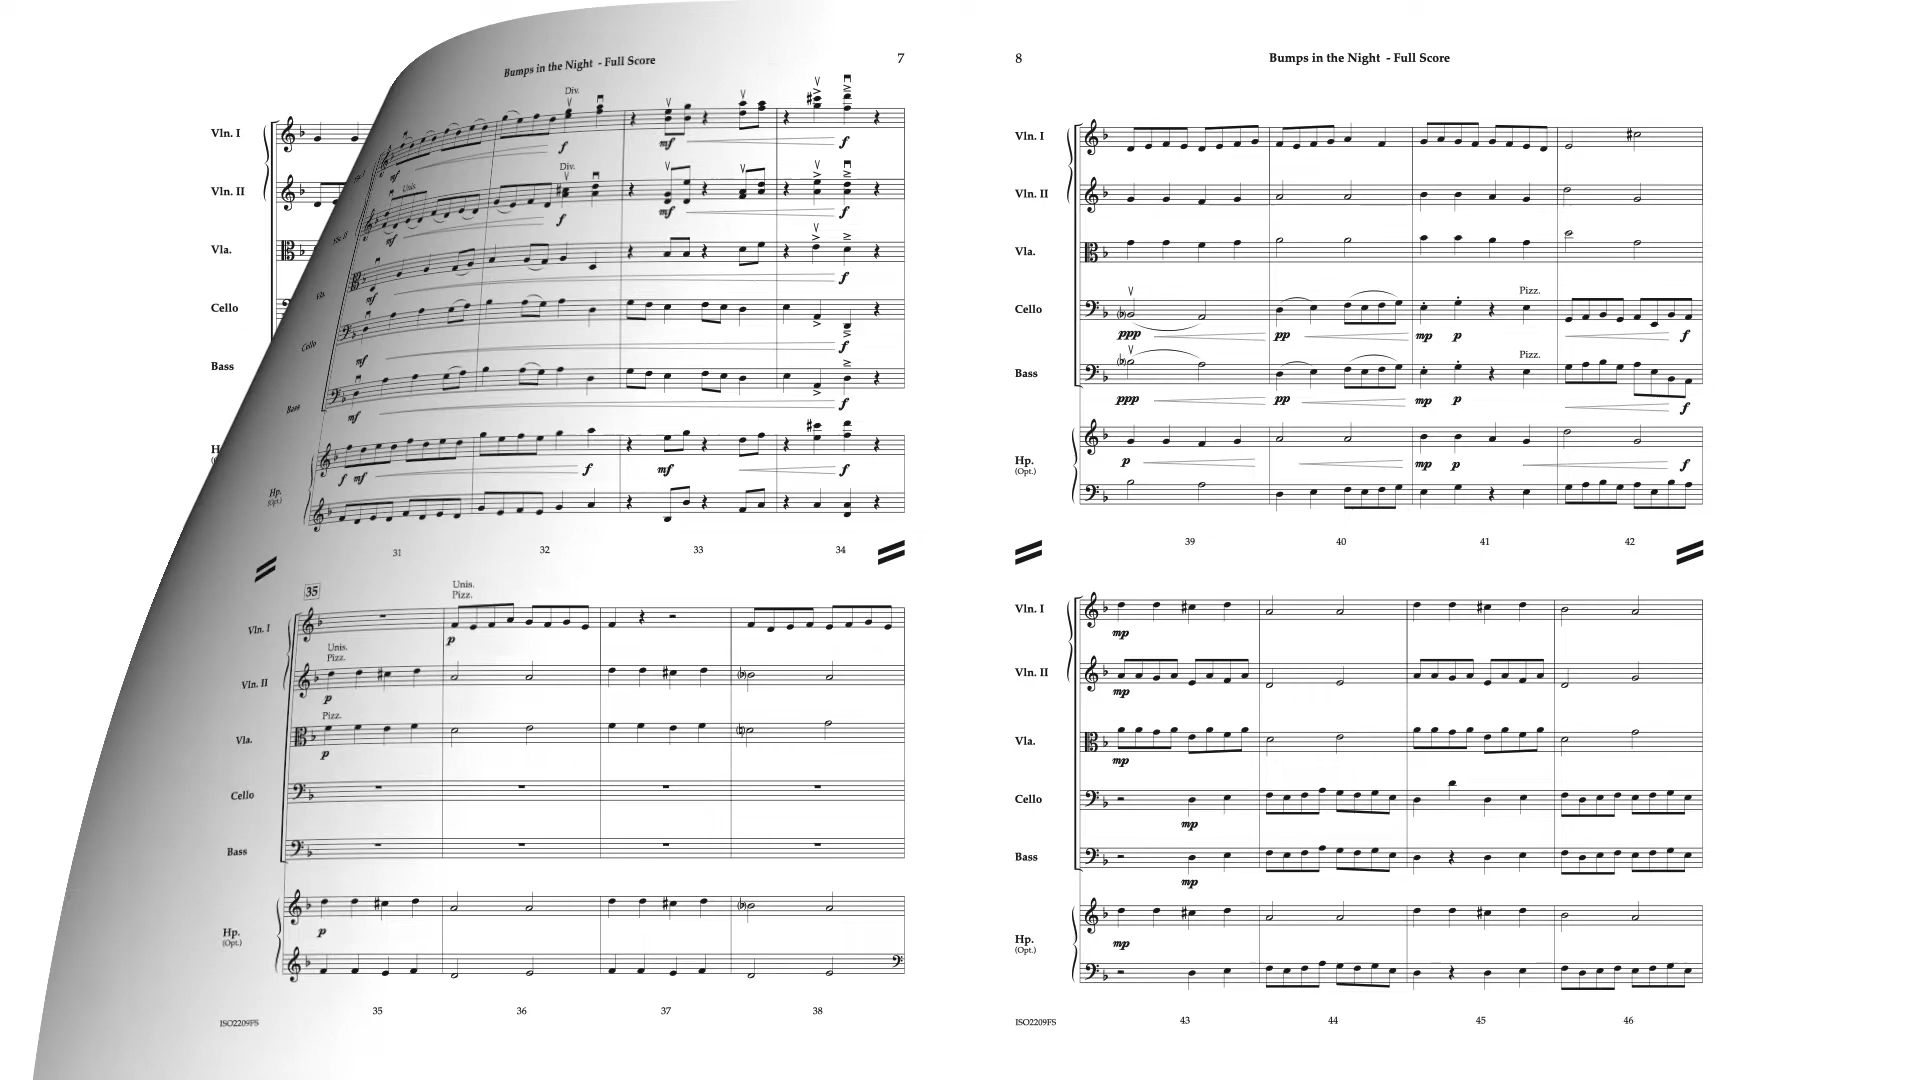 Bumps in the Night - Full Score
7
Vln. I
Vln. II
Vla.
Cello
Bass
H
Div.
f
mf
f
mf
Unis.
Div.
f
mf
f
mf
Vla.
f
mf
Cello
f
mf
Bass
f
mf
Hp.
(Opt.)
f mf
f
mf
f
31
32
33
34
35
Unis.
Pizz.
Vln. I
p
Unis.
Pizz.
Vln. II
p
Pizz.
Vla.
p
Cello
Bass
Hp.
(Opt.)
p
35
36
37
38
ISO2209FS
8
Bumps in the Night - Full Score
Vln. I
Vln. II
Vla.
Cello
Pizz.
ppp
pp
mp
p
f
Bass
Pizz.
ppp
pp
mp
p
f
Hp.
(Opt.)
p
mp
p
f
39
40
41
42
Vln. I
mp
Vln. II
mp
Vla.
mp
Cello
mp
Bass
mp
Hp.
(Opt.)
mp
ISO2209FS
43
44
45
46